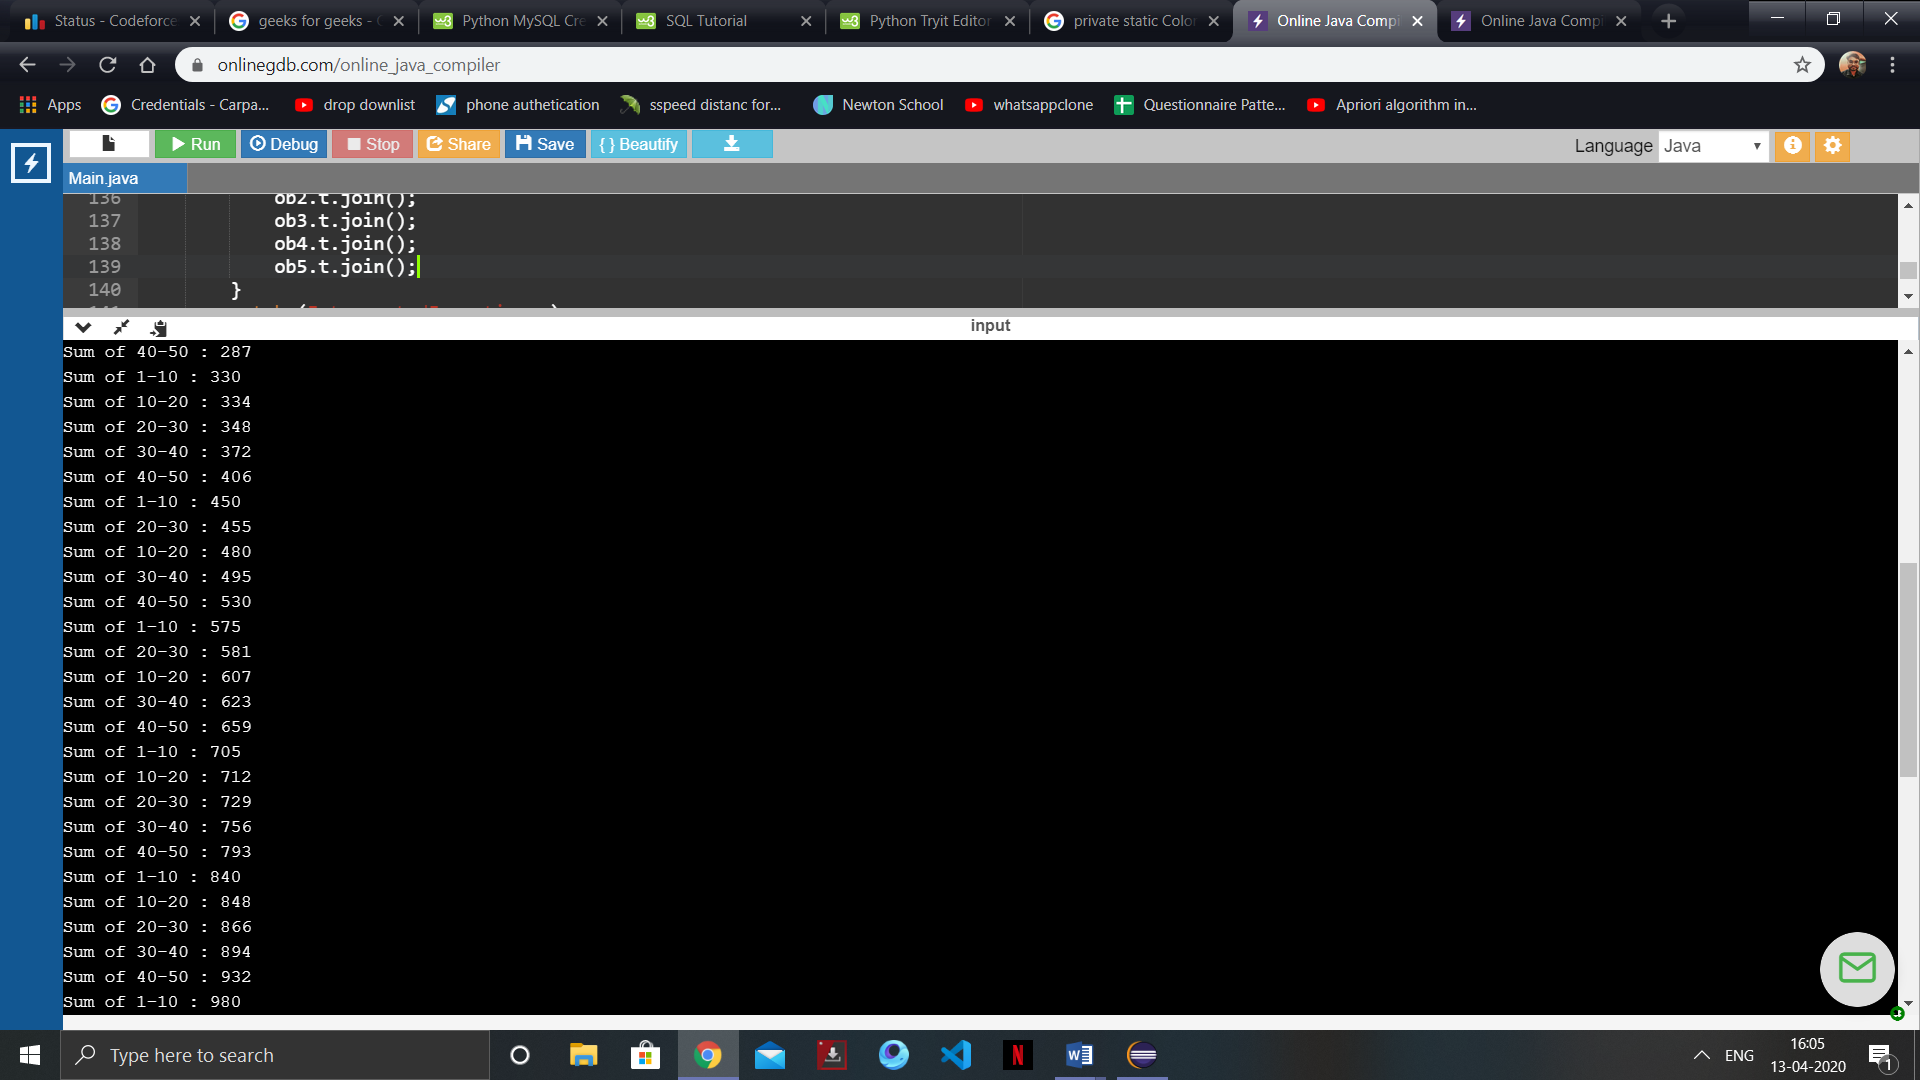 Status - Codeforce
geeks for geeks - G
Python MySQL Cre
SQL Tutorial
Python Tryit Editor
private static Color
Online Java Compi
Online Java Compi
onlinegdb.com/online_java_compiler
Apps
Credentials - Carpa...
drop downlist
phone authetication
sspeed distanc for...
Newton School
whatsappclone
Questionnaire Patte...
Apriori algorithm in...
Run
Debug
Stop
Share
Save
{ } Beautify
Language Java
Main.java
136 ob2.t.join();
137 ob3.t.join();
138 ob4.t.join();
139 ob5.t.join();
140 }
input
Sum of 40-50 : 287
Sum of 1-10 : 330
Sum of 10-20 : 334
Sum of 20-30 : 348
Sum of 30-40 : 372
Sum of 40-50 : 406
Sum of 1-10 : 450
Sum of 20-30 : 455
Sum of 10-20 : 480
Sum of 30-40 : 495
Sum of 40-50 : 530
Sum of 1-10 : 575
Sum of 20-30 : 581
Sum of 10-20 : 607
Sum of 30-40 : 623
Sum of 40-50 : 659
Sum of 1-10 : 705
Sum of 10-20 : 712
Sum of 20-30 : 729
Sum of 30-40 : 756
Sum of 40-50 : 793
Sum of 1-10 : 840
Sum of 10-20 : 848
Sum of 20-30 : 866
Sum of 30-40 : 894
Sum of 40-50 : 932
Sum of 1-10 : 980
Type here to search
ENG
16:05
13-04-2020
1